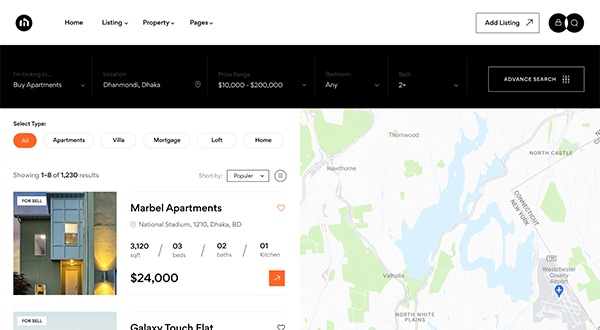 Home
Listing
Property
Pages
Add Listing
I'm looking to...
Buy Apartments
Location
Dhanmondi, Dhaka
Price Range
$10,000 - $200,000
Bedroom
Any
Bath
2+
ADVANCE SEARCH
Select Type:
All
Apartments
Villa
Mortgage
Loft
Home
Showing 1-8 of 1,230 results
Short by:
Populer
FOR SELL
Marbel Apartments
National Stadium, 1210, Dhaka, BD
3,120
sqft
/
03
beds
/
02
baths
/
01
Kitchen
$24,000
FOR SELL
Galaxy Touch Flat
Thornwood
Hawthorne
NORTH CASTLE
CONNECTICUT
NEW YORK
Valhalla
NORTH WHITE
PLAINS
120
Westchester
County
Airport